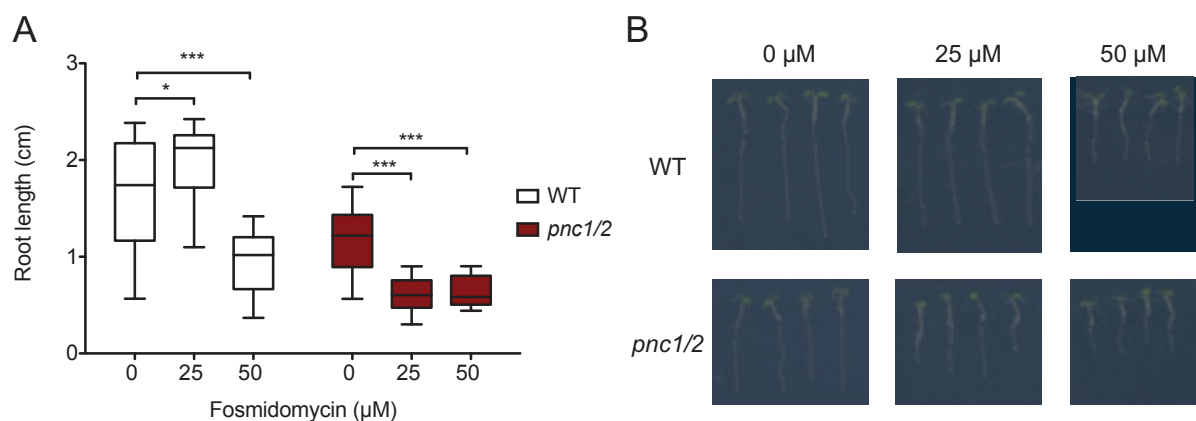 A
3
2
1
0
Root length (cm)
***
*
***
***
WT
pnc1/2
0 25 50 0 25 50
Fosmidomycin (µM)
B
0 µM 25 µM 50 µM
WT
pnc1/2